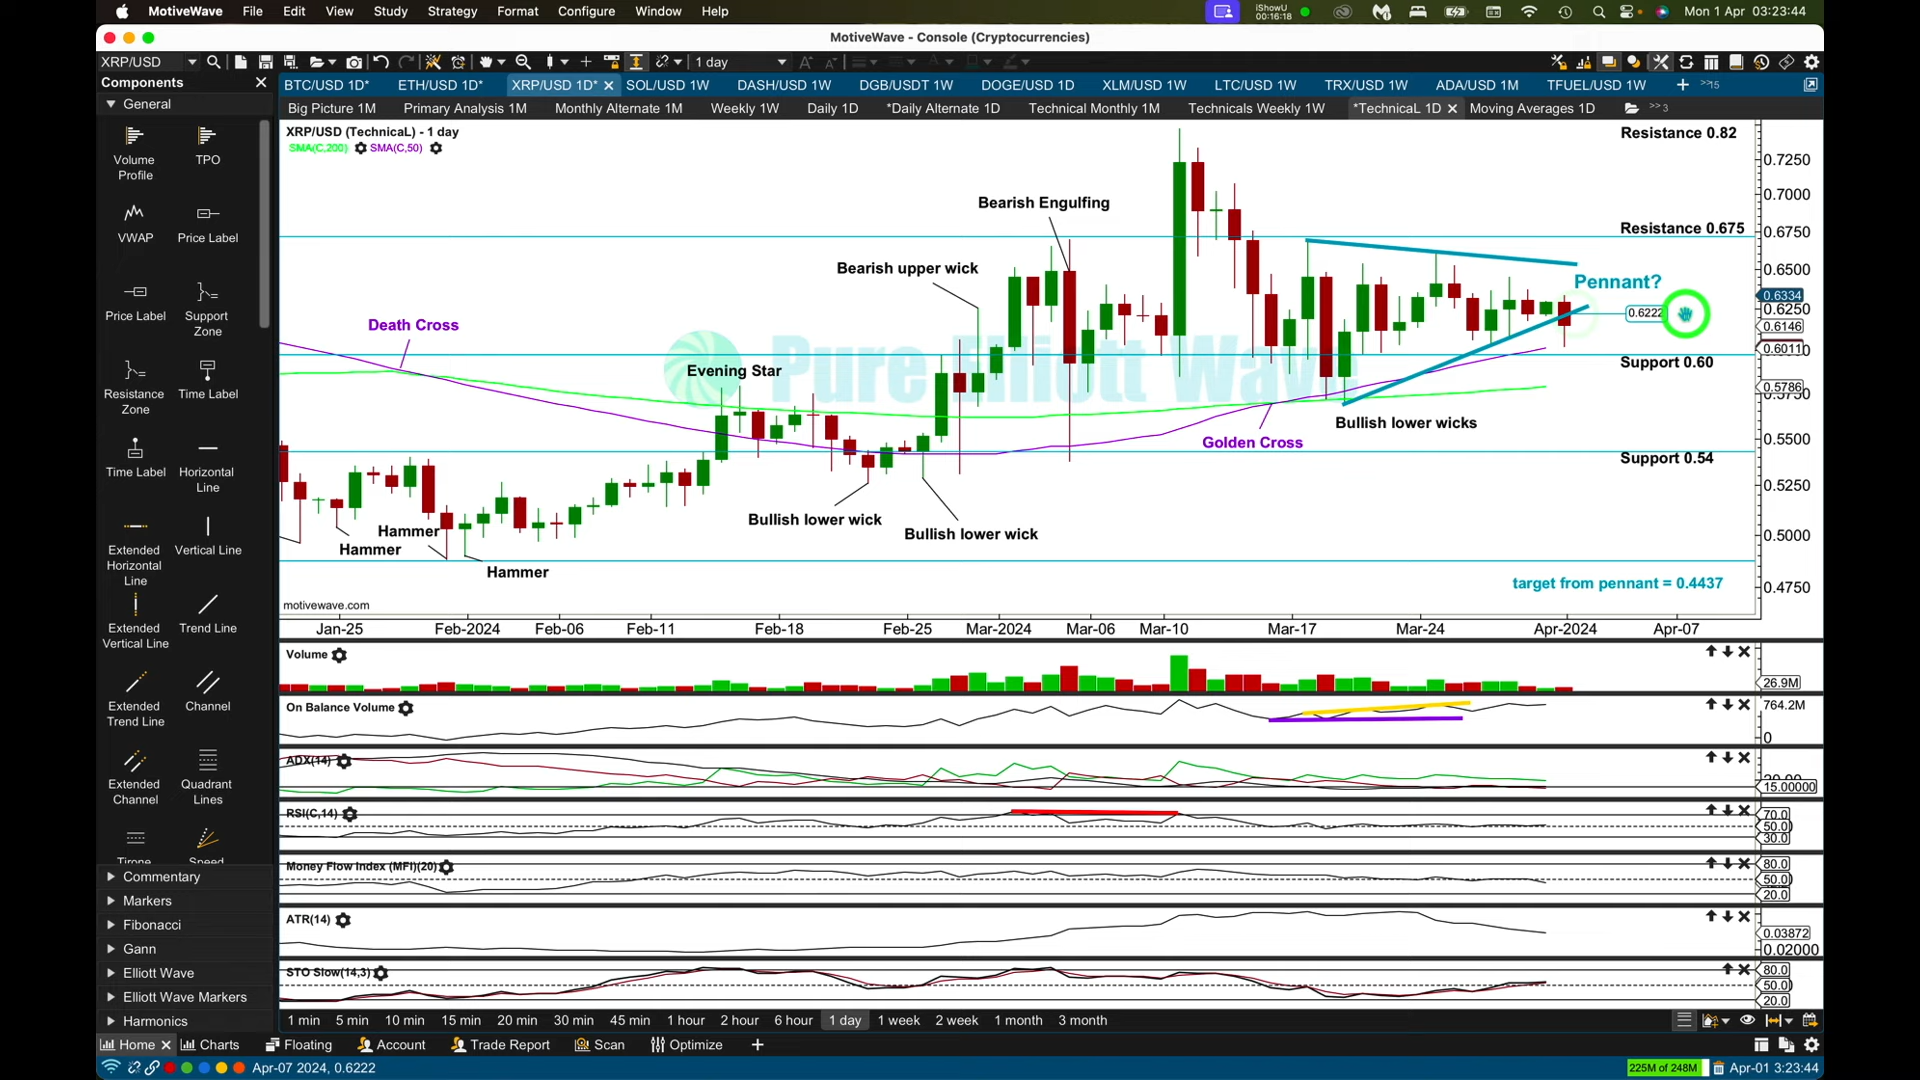 MotiveWave File Edit View Study Strategy Format Configure Window Help
iShowU
00:16:18
Mon 1 Apr 03:23:44
MotiveWave - Console (Cryptocurrencies)
XRP/USD
1 day
Components
BTC/USD 1D* ETH/USD 1D* XRP/USD 1D* SOL/USD 1W DASH/USD 1W DGBT/USD 1W DOGE/USD 1D XLM/USD 1W LTC/USD 1W TRX/USD 1W ADA/USD 1M TFUEL/USD 1W + >>15
General
Big Picture 1M Primary Analysis 1M Monthly Alternate 1M Weekly 1W Daily 1D *Daily Alternate 1D Technical Monthly 1M Technicals Weekly 1W *TechnicaL 1D Moving Averages 1D >>3
Volume Profile
TPO
VWAP
Price Label
Price Label
Support Zone
Resistance Zone
Time Label
Time Label
Horizontal Line
Extended Horizontal Line
Vertical Line
Extended Vertical Line
Trend Line
Extended Trend Line
Channel
Extended Channel
Quadrant Lines
Tirone
Speed
Commentary
Markers
Fibonacci
Gann
Elliott Wave
Elliott Wave Markers
Harmonics
XRP/USD (TechnicaL) - 1 day
SMA(C,200) SMA(C,50)
Resistance 0.82
0.7250
0.7000
Bearish Engulfing
Resistance 0.675
0.6750
Bearish upper wick
0.6500
Pennant?
0.6334
0.6250
0.6222
0.6146
Death Cross
Pure Elliott Wave
0.6011
Support 0.60
Evening Star
0.5786
Bullish lower wicks
Golden Cross
0.5500
Support 0.54
0.5250
Bullish lower wick
Bullish lower wick
Hammer
Hammer
0.5000
Hammer
target from pennant = 0.4437
0.4750
motivewave.com
Jan-25 Feb-2024 Feb-06 Feb-11 Feb-18 Feb-25 Mar-2024 Mar-06 Mar-10 Mar-17 Mar-24 Apr-2024 Apr-07
Volume
26.9M
On Balance Volume
764.2M
0
ADX(14)
15.00000
RSI(C,14)
70.0
50.0
30.0
Money Flow Index (MFI)(20)
80.0
50.0
20.0
ATR(14)
0.03872
0.02000
STO Slow(14,3)
80.0
50.0
20.0
1 min 5 min 10 min 15 min 20 min 30 min 45 min 1 hour 2 hour 6 hour 1 day 1 week 2 week 1 month 3 month
Home Charts Floating Account Trade Report Scan Optimize +
Apr-07 2024, 0.6222
225M of 248M
Apr-01 3:23:44